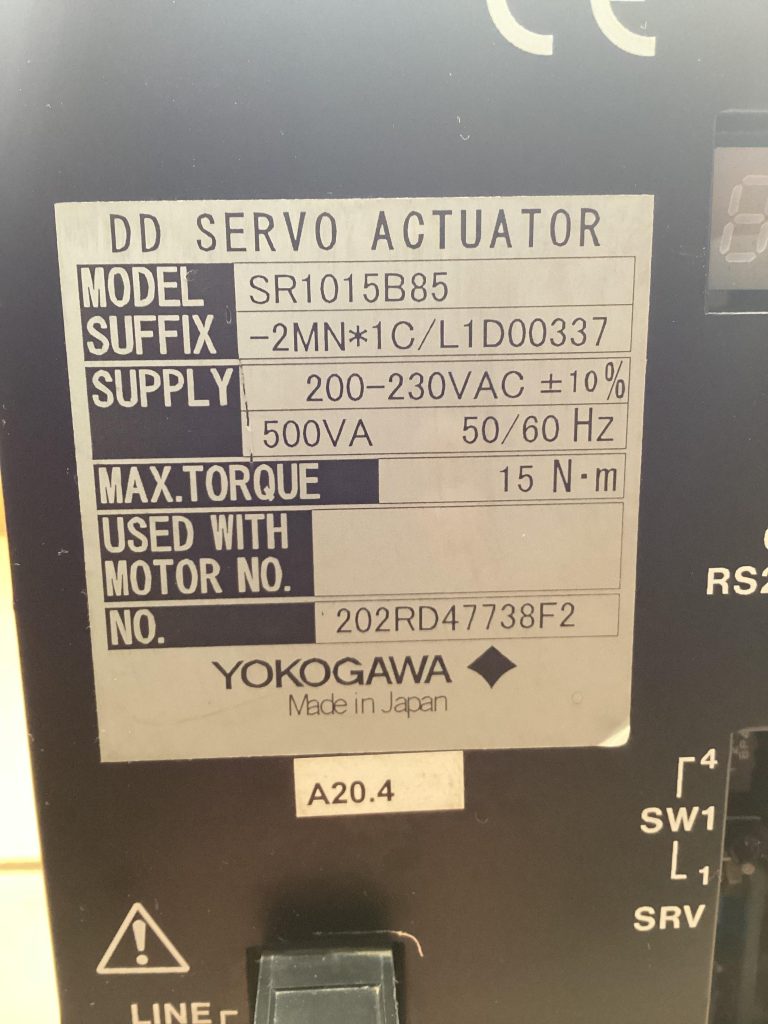 CE
DD SERVO ACTUATOR
MODEL SR1015B85
SUFFIX -2MN*1C/L1D00337
SUPPLY 200-230VAC ±10%
500VA 50/60 Hz
MAX.TORQUE 15 N·m
USED WITH
MOTOR NO.
NO. 202RD47738F2
YOKOGAWA
Made in Japan
A20.4
4
SW1
1
SRV
LINE